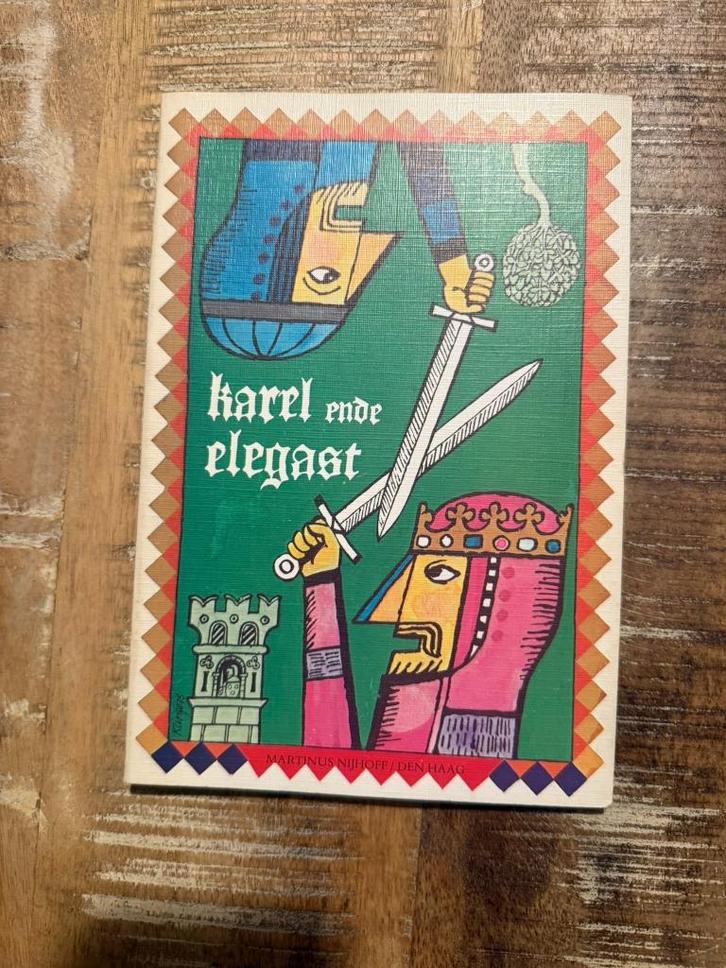 karel ende
elegast
MARTINUS NIJHOFF / DEN HAAG